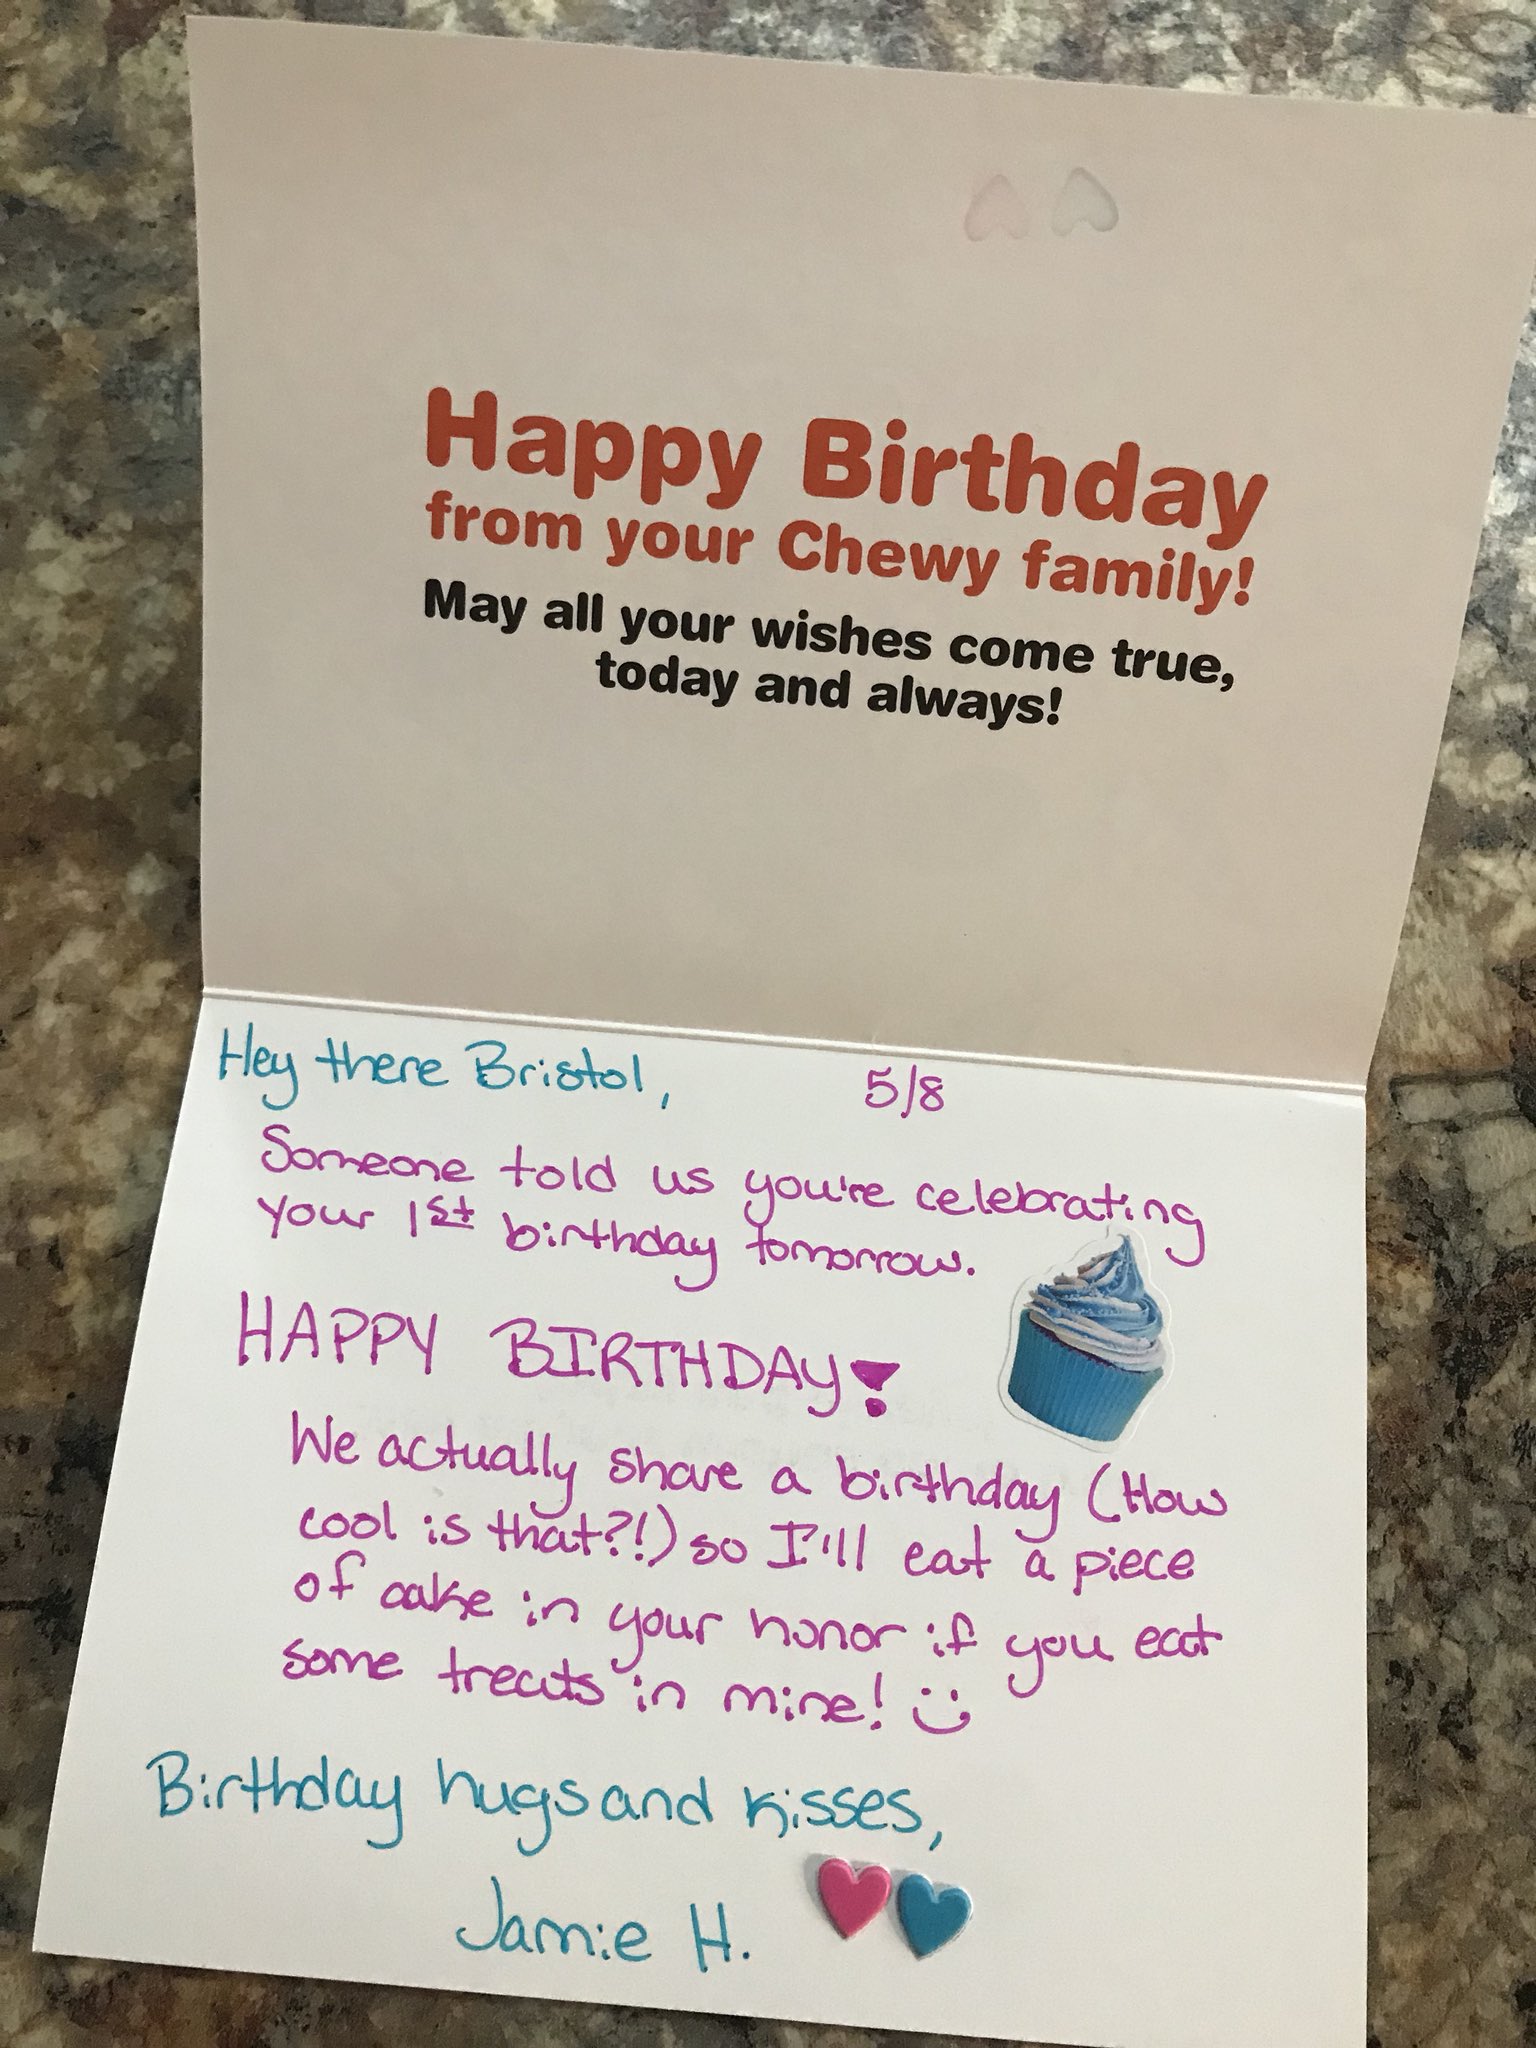 Happy Birthday
from your Chewy family!
May all your wishes come true,
today and always!
Hey there Bristol,
5/8
Someone told us you're celebrating
your 1st birthday tomorrow.
HAPPY BIRTHDAY!
We actually share a birthday (How
cool is that?!) so I'll eat a piece
of cake in your honor if you eat
some treats in mine! :)
Birthday hugs and kisses,
Jamie H.